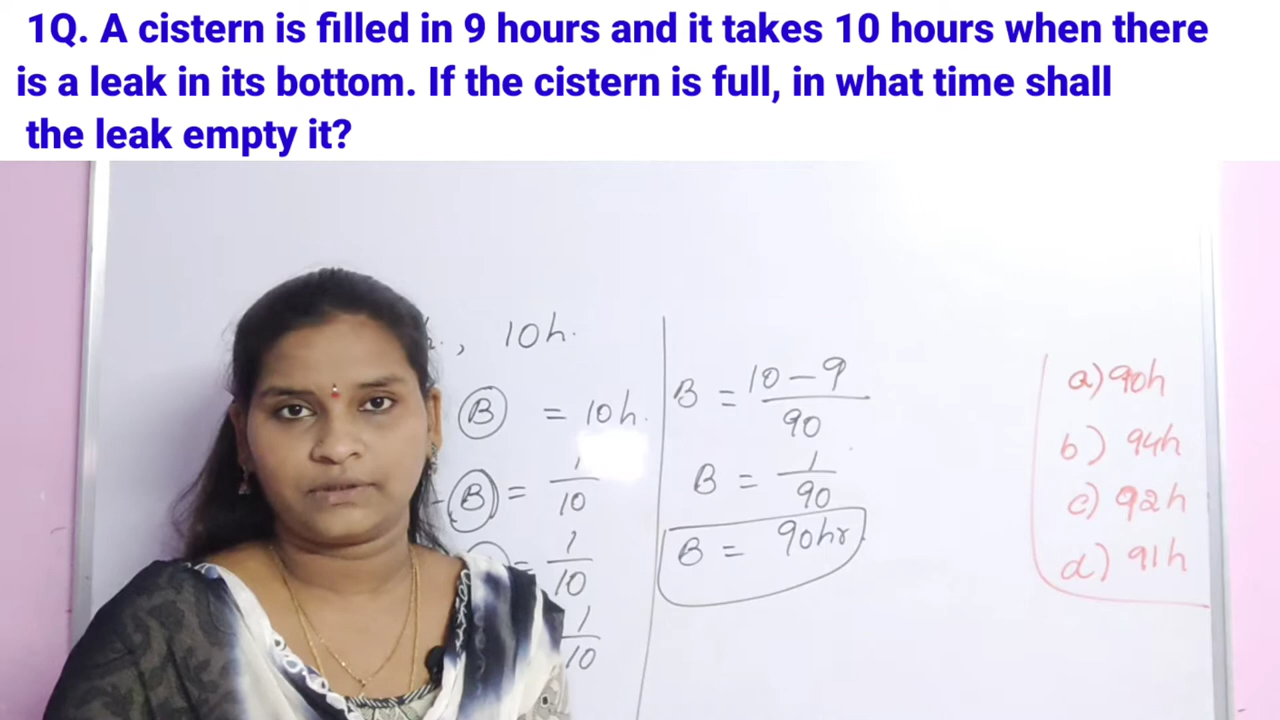 1Q. A cistern is filled in 9 hours and it takes 10 hours when there
is a leak in its bottom. If the cistern is full, in what time shall
the leak empty it?
, 10h.
B = 10h.
- B = 1/10
= 1/10
1/10
B = 10 - 9 / 90
B = 1/90
B = 90hr
a) 90h
b) 94h
c) 92h
d) 91h